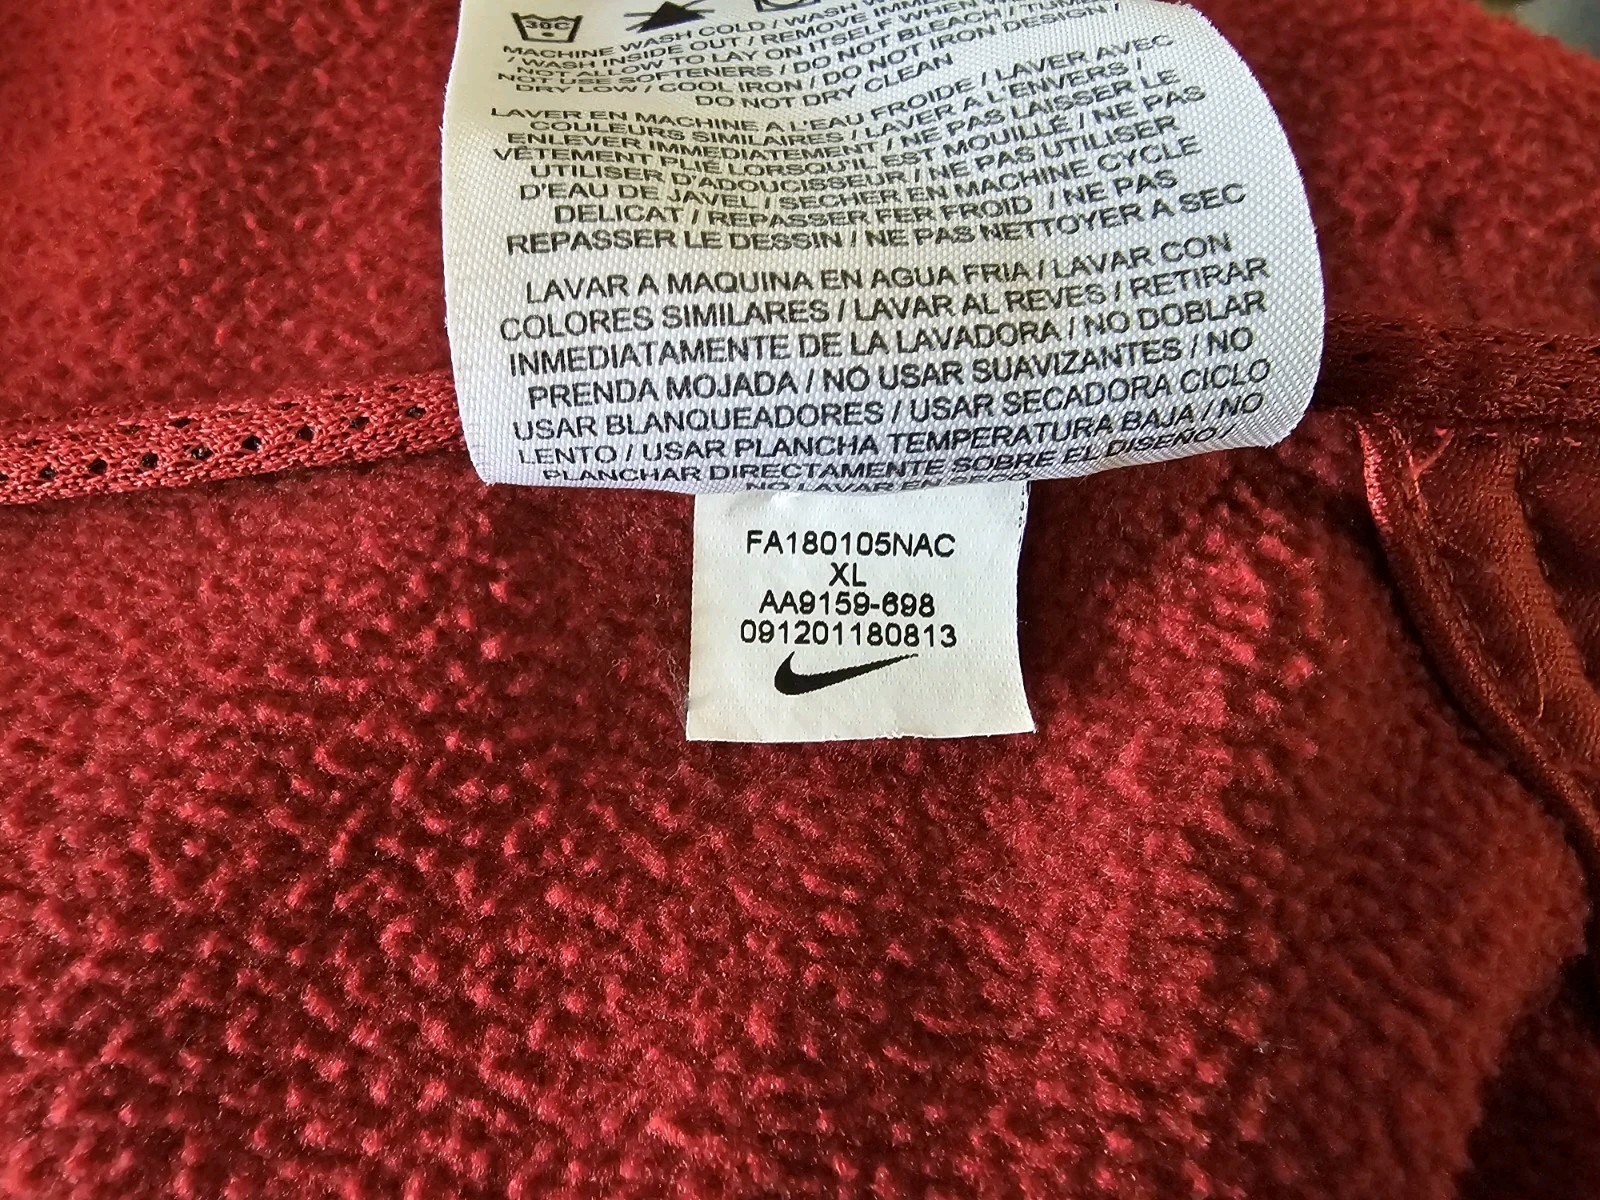 30C
MACHINE WASH COLD / WASH
/ WASH INSIDE OUT / REMOVE
NOT ALLOW TO LAY ON ITSELF WHEN
NOT USE SOFTENERS / DO NOT BLEACH / TUMBLE
DRY LOW / COOL IRON / DO NOT IRON DESIGN /
DO NOT DRY CLEAN
LAVER EN MACHINE A L'EAU FROIDE / LAVER AVEC
COULEURS SIMILAIRES / LAVER A L'ENVERS /
ENLEVER IMMEDIATEMENT / NE PAS LAISSER LE
VÊTEMENT PLIÉ LORSQU'IL EST MOUILLÉ / NE PAS
UTILISER D'ADOUCISSEUR / NE PAS UTILISER
D'EAU DE JAVEL / SECHER EN MACHINE CYCLE
DELICAT / REPASSER FER FROID / NE PAS
REPASSER LE DESSIN / NE PAS NETTOYER A SEC
LAVAR A MAQUINA EN AGUA FRIA / LAVAR CON
COLORES SIMILARES / LAVAR AL REVES / RETIRAR
INMEDIATAMENTE DE LA LAVADORA / NO DOBLAR
PRENDA MOJADA / NO USAR SUAVIZANTES / NO
USAR BLANQUEADORES / USAR SECADORA CICLO
LENTO / USAR PLANCHA TEMPERATURA BAJA / NO
PLANCHAR DIRECTAMENTE SOBRE EL DISEÑO /
NO LAVAR EN SECO
FA180105NAC
XL
AA9159-698
091201180813